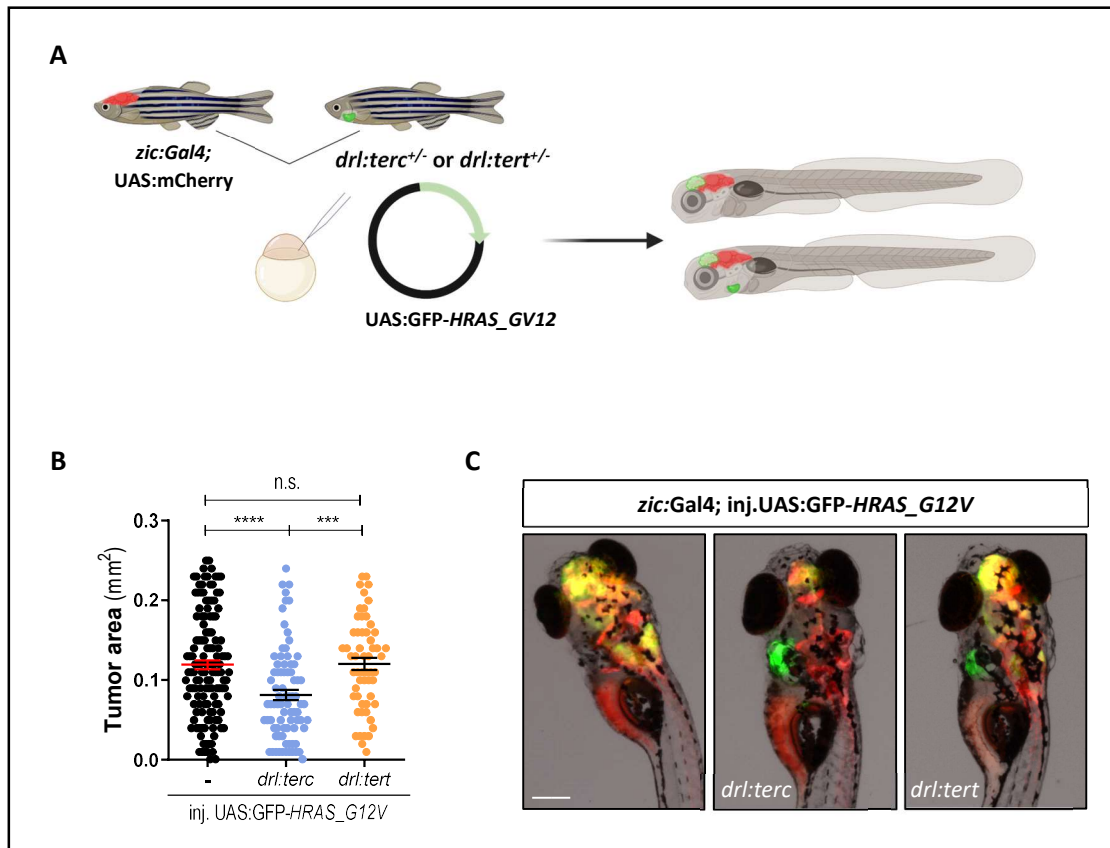 A
zic:Gal4;
UAS:mCherry
drl:terc+/- or drl:tert+/-
UAS:GFP-HRAS_GV12
B
n.s.
**** ***
Tumor area (mm2)
0.3
0.2
0.1
0.0
- drl:terc drl:tert
inj. UAS:GFP-HRAS_G12V
C
zic:Gal4; inj.UAS:GFP-HRAS_G12V
drl:terc
drl:tert